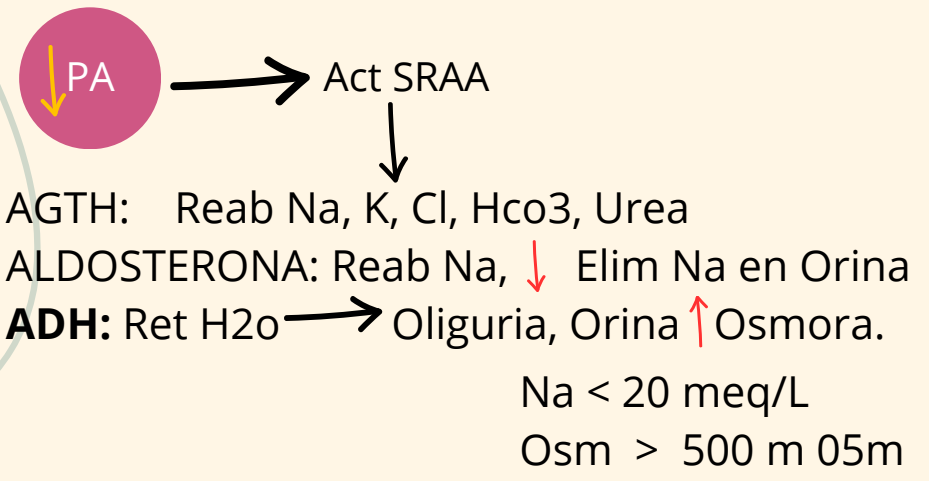 ↓ PA → Act SRAA
AGTH: Reab Na, K, Cl, Hco3, Urea
ALDOSTERONA: Reab Na, ↓ Elim Na en Orina
ADH: Ret H2o → Oliguria, Orina ↑ Osmora.
Na < 20 meq/L
Osm > 500 m 05m